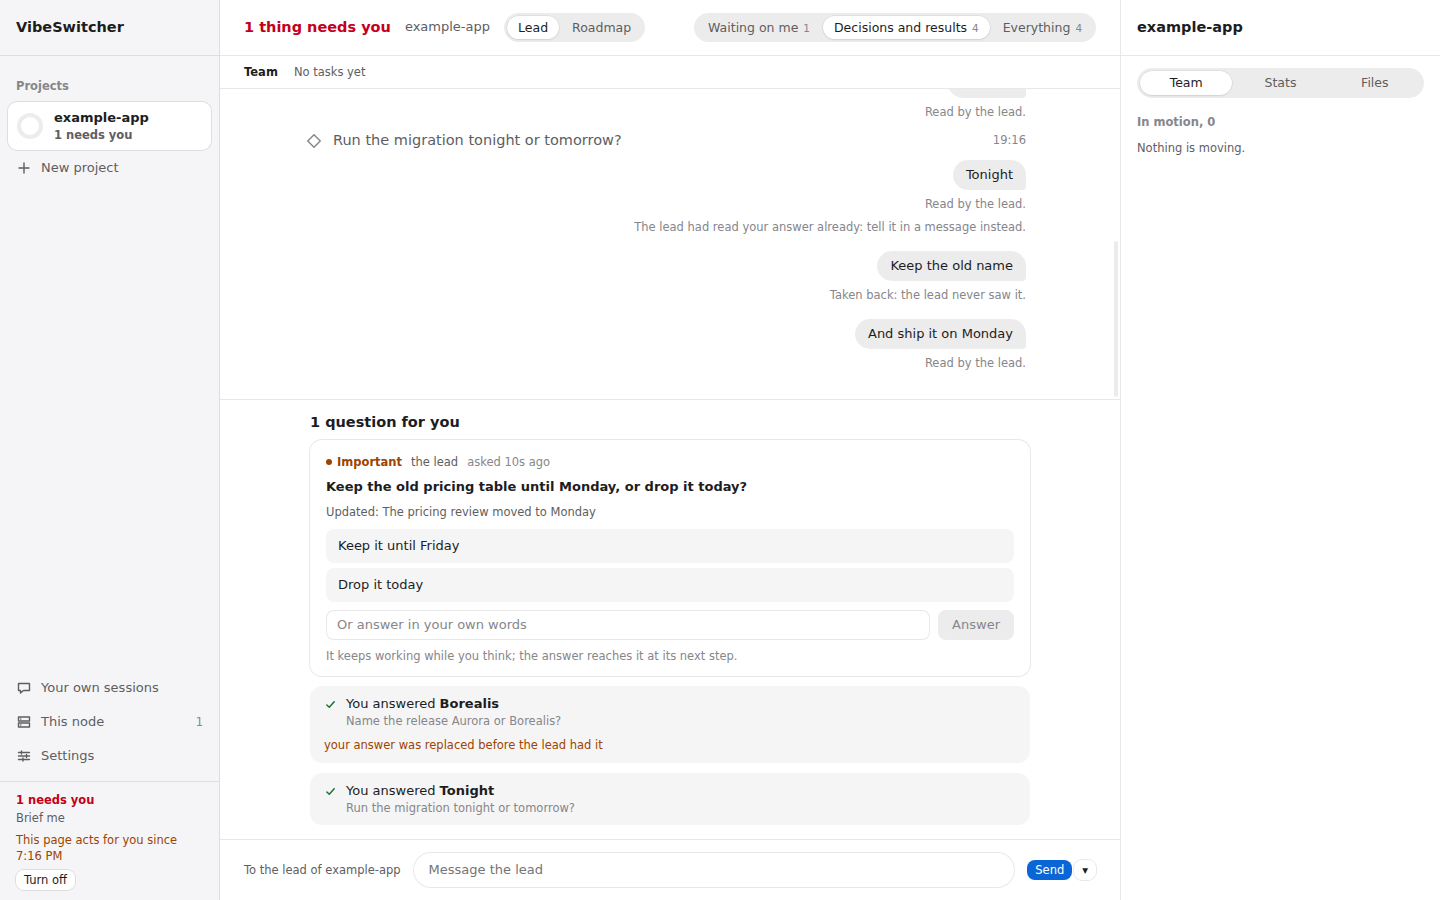 VibeSwitcher
Projects
example-app
1 needs you
New project
Your own sessions
This node 1
Settings
1 needs you
Brief me
This page acts for you since
7:16 PM
Turn off
1 thing needs you example-app Lead Roadmap Waiting on me 1 Decisions and results 4 Everything 4
Team No tasks yet
Read by the lead.
Run the migration tonight or tomorrow? 19:16
Tonight
Read by the lead.
The lead had read your answer already: tell it in a message instead.
Keep the old name
Taken back: the lead never saw it.
And ship it on Monday
Read by the lead.
1 question for you
Important the lead asked 10s ago
Keep the old pricing table until Monday, or drop it today?
Updated: The pricing review moved to Monday
Keep it until Friday
Drop it today
Or answer in your own words Answer
It keeps working while you think; the answer reaches it at its next step.
You answered Borealis
Name the release Aurora or Borealis?
your answer was replaced before the lead had it
You answered Tonight
Run the migration tonight or tomorrow?
To the lead of example-app Message the lead Send
example-app
Team Stats Files
In motion, 0
Nothing is moving.